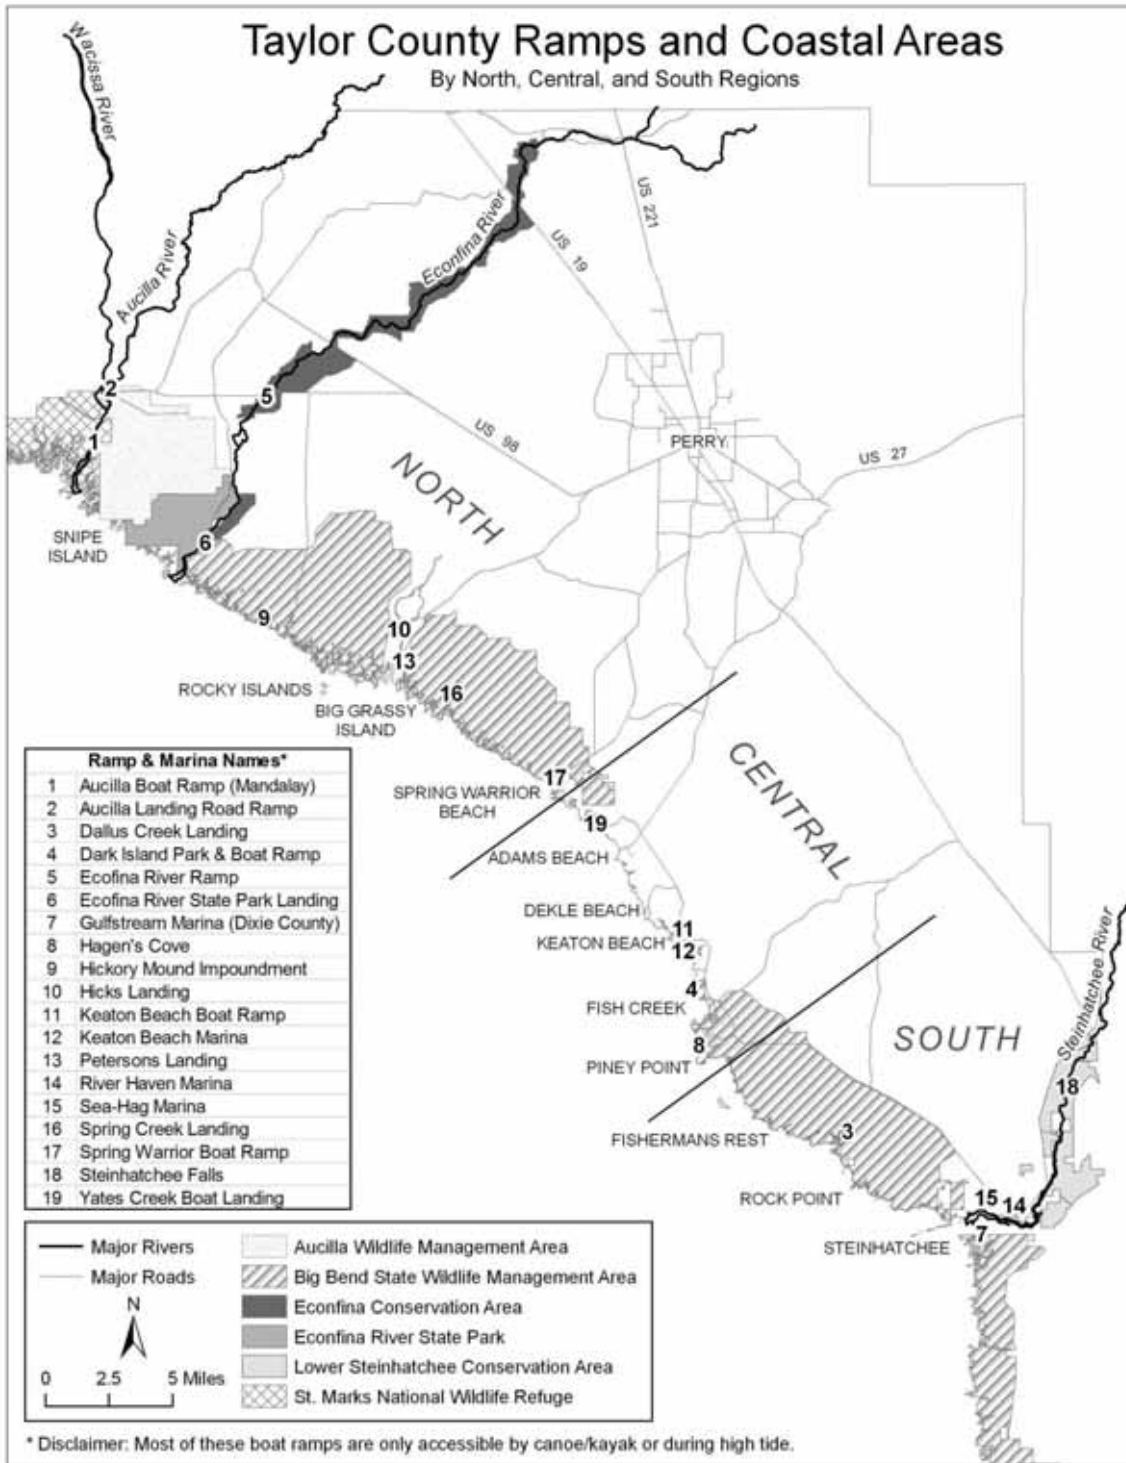 Taylor County Ramps and Coastal Areas
By North, Central, and South Regions
Wacissa River
Aucilla River
Econfina River
US 221
US 19
2
5
1
US 98
PERRY
US 27
NORTH
SNIPE
ISLAND
6
9
10
13
ROCKY ISLANDS
16
BIG GRASSY
ISLAND
CENTRAL
17
SPRING WARRIOR
BEACH
19
ADAMS BEACH
DEKLE BEACH
11
KEATON BEACH
12
4
FISH CREEK
8
PINEY POINT
SOUTH
Steinhatchee River
18
FISHERMANS REST
3
ROCK POINT
15
14
STEINHATCHEE
7
Ramp & Marina Names*
1 Aucilla Boat Ramp (Mandalay)
2 Aucilla Landing Road Ramp
3 Dallus Creek Landing
4 Dark Island Park & Boat Ramp
5 Ecofina River Ramp
6 Ecofina River State Park Landing
7 Gulfstream Marina (Dixie County)
8 Hagen's Cove
9 Hickory Mound Impoundment
10 Hicks Landing
11 Keaton Beach Boat Ramp
12 Keaton Beach Marina
13 Petersons Landing
14 River Haven Marina
15 Sea-Hag Marina
16 Spring Creek Landing
17 Spring Warrior Boat Ramp
18 Steinhatchee Falls
19 Yates Creek Boat Landing
Major Rivers
Major Roads
N
0 2.5 5 Miles
Aucilla Wildlife Management Area
Big Bend State Wildlife Management Area
Econfina Conservation Area
Econfina River State Park
Lower Steinhatchee Conservation Area
St. Marks National Wildlife Refuge
* Disclaimer: Most of these boat ramps are only accessible by canoe/kayak or during high tide.